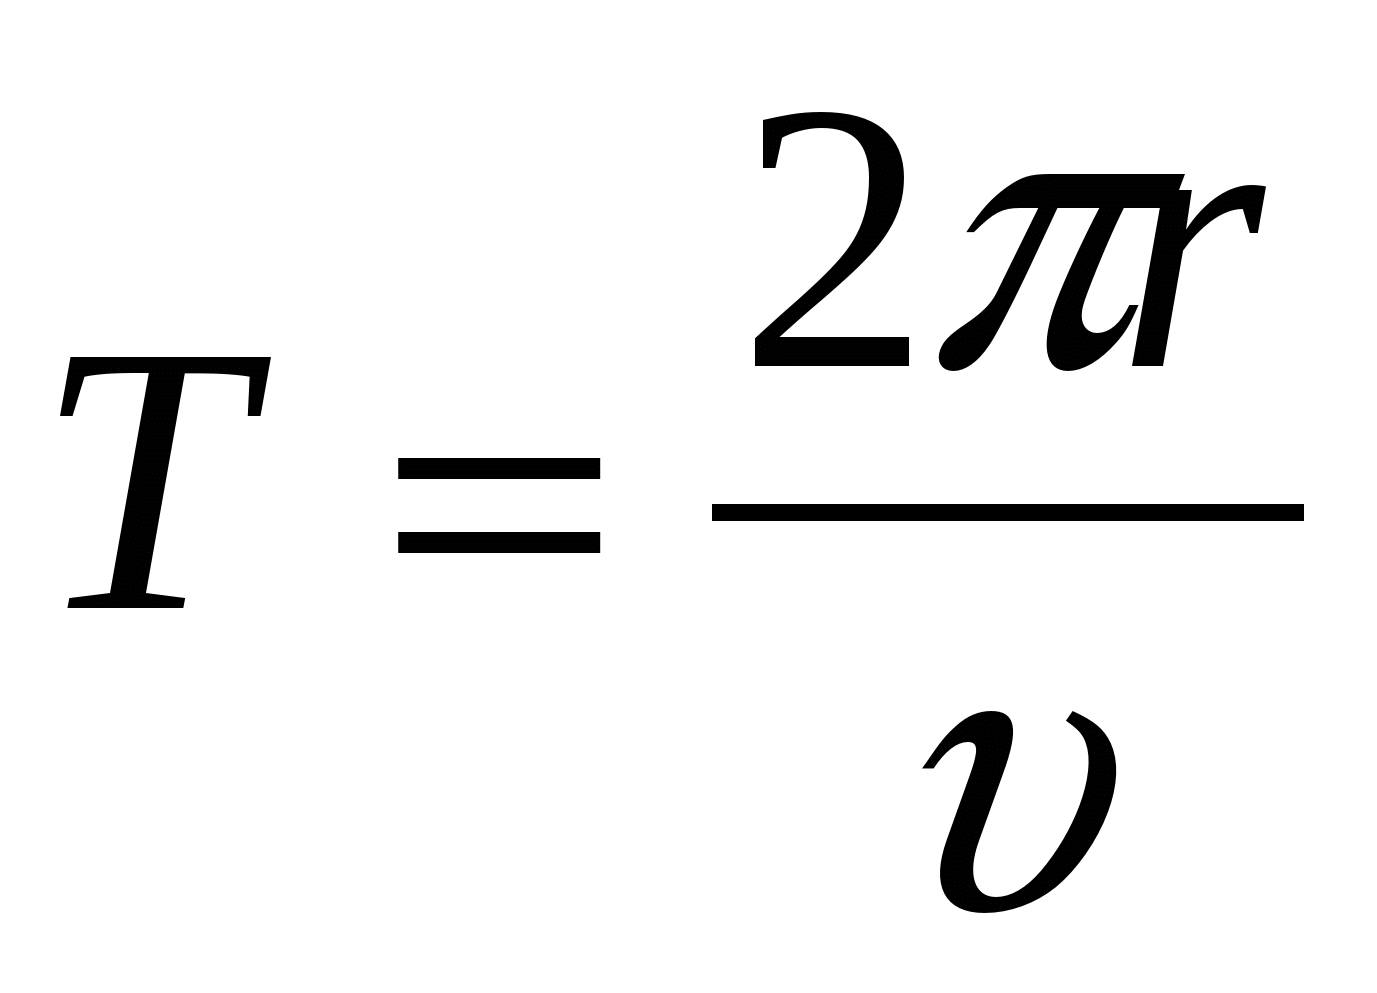 T = 2πr / υ